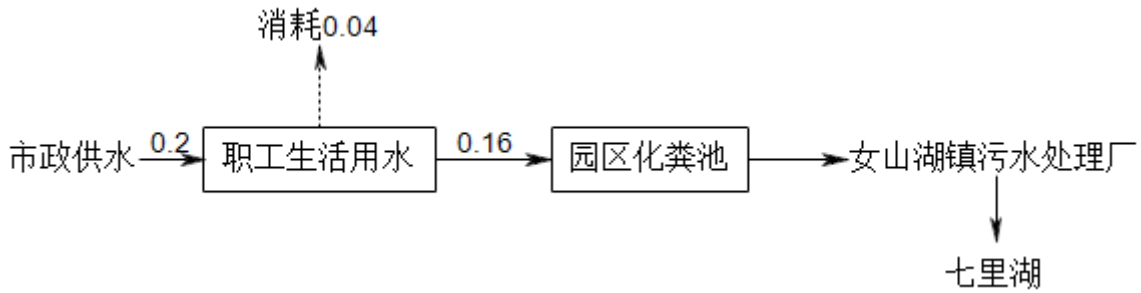 消耗0.04
市政供水
0.2
职工生活用水
0.16
园区化粪池
女山湖镇污水处理厂
七里湖